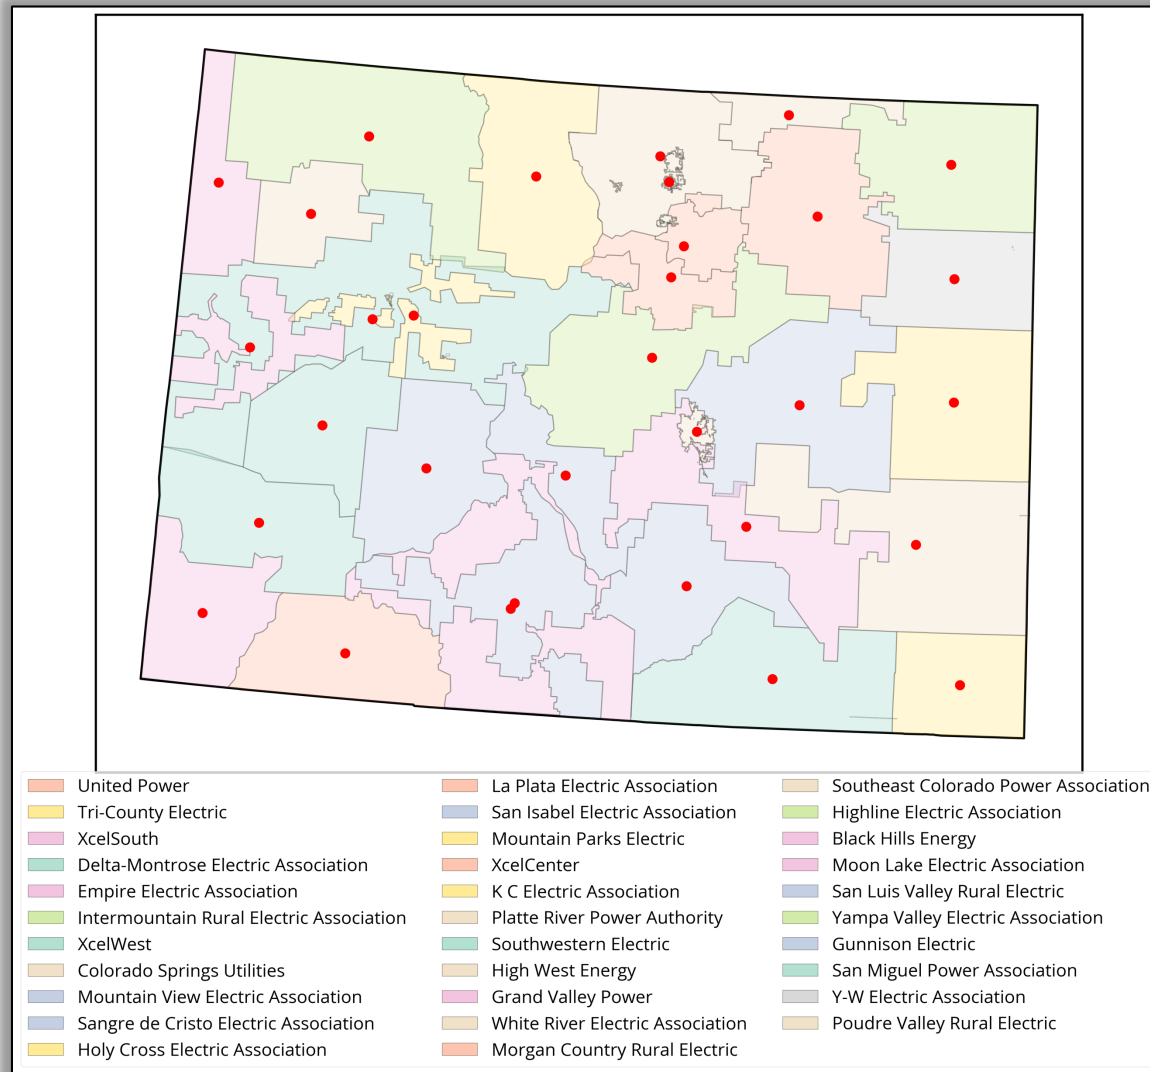 United Power
Tri-County Electric
XcelSouth
Delta-Montrose Electric Association
Empire Electric Association
Intermountain Rural Electric Association
XcelWest
Colorado Springs Utilities
Mountain View Electric Association
Sangre de Cristo Electric Association
Holy Cross Electric Association
La Plata Electric Association
San Isabel Electric Association
Mountain Parks Electric
XcelCenter
K C Electric Association
Platte River Power Authority
Southwestern Electric
High West Energy
Grand Valley Power
White River Electric Association
Morgan Country Rural Electric
Southeast Colorado Power Association
Highline Electric Association
Black Hills Energy
Moon Lake Electric Association
San Luis Valley Rural Electric
Yampa Valley Electric Association
Gunnison Electric
San Miguel Power Association
Y-W Electric Association
Poudre Valley Rural Electric